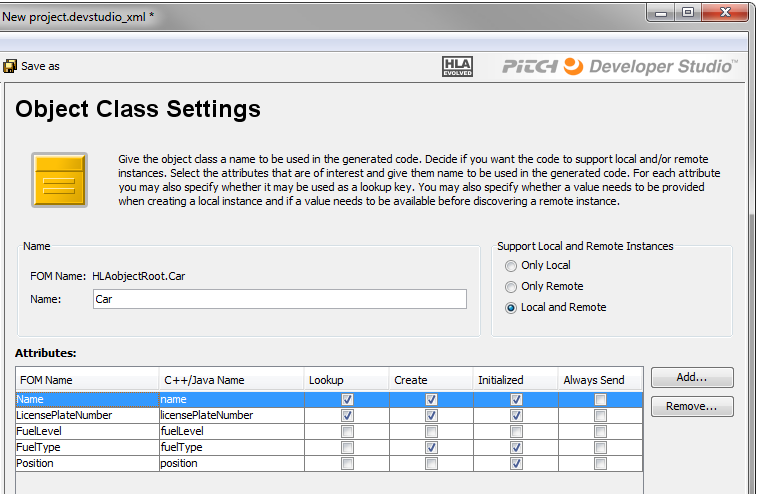 New project.devstudio_xml *
Save as
HLA EVOLVED
PITCH Developer Studio™
Object Class Settings
Give the object class a name to be used in the generated code. Decide if you want the code to support local and/or remote
instances. Select the attributes that are of interest and give them name to be used in the generated code. For each attribute
you may also specify whether it may be used as a lookup key. You may also specify whether a value needs to be provided
when creating a local instance and if a value needs to be available before discovering a remote instance.
Name
FOM Name: HLAobjectRoot.Car
Name: Car
Support Local and Remote Instances
Only Local
Only Remote
Local and Remote
Attributes:
FOM Name C++/Java Name Lookup Create Initialized Always Send
Name name
LicensePlateNumber licensePlateNumber
FuelLevel fuelLevel
FuelType fuelType
Position position
Add...
Remove...